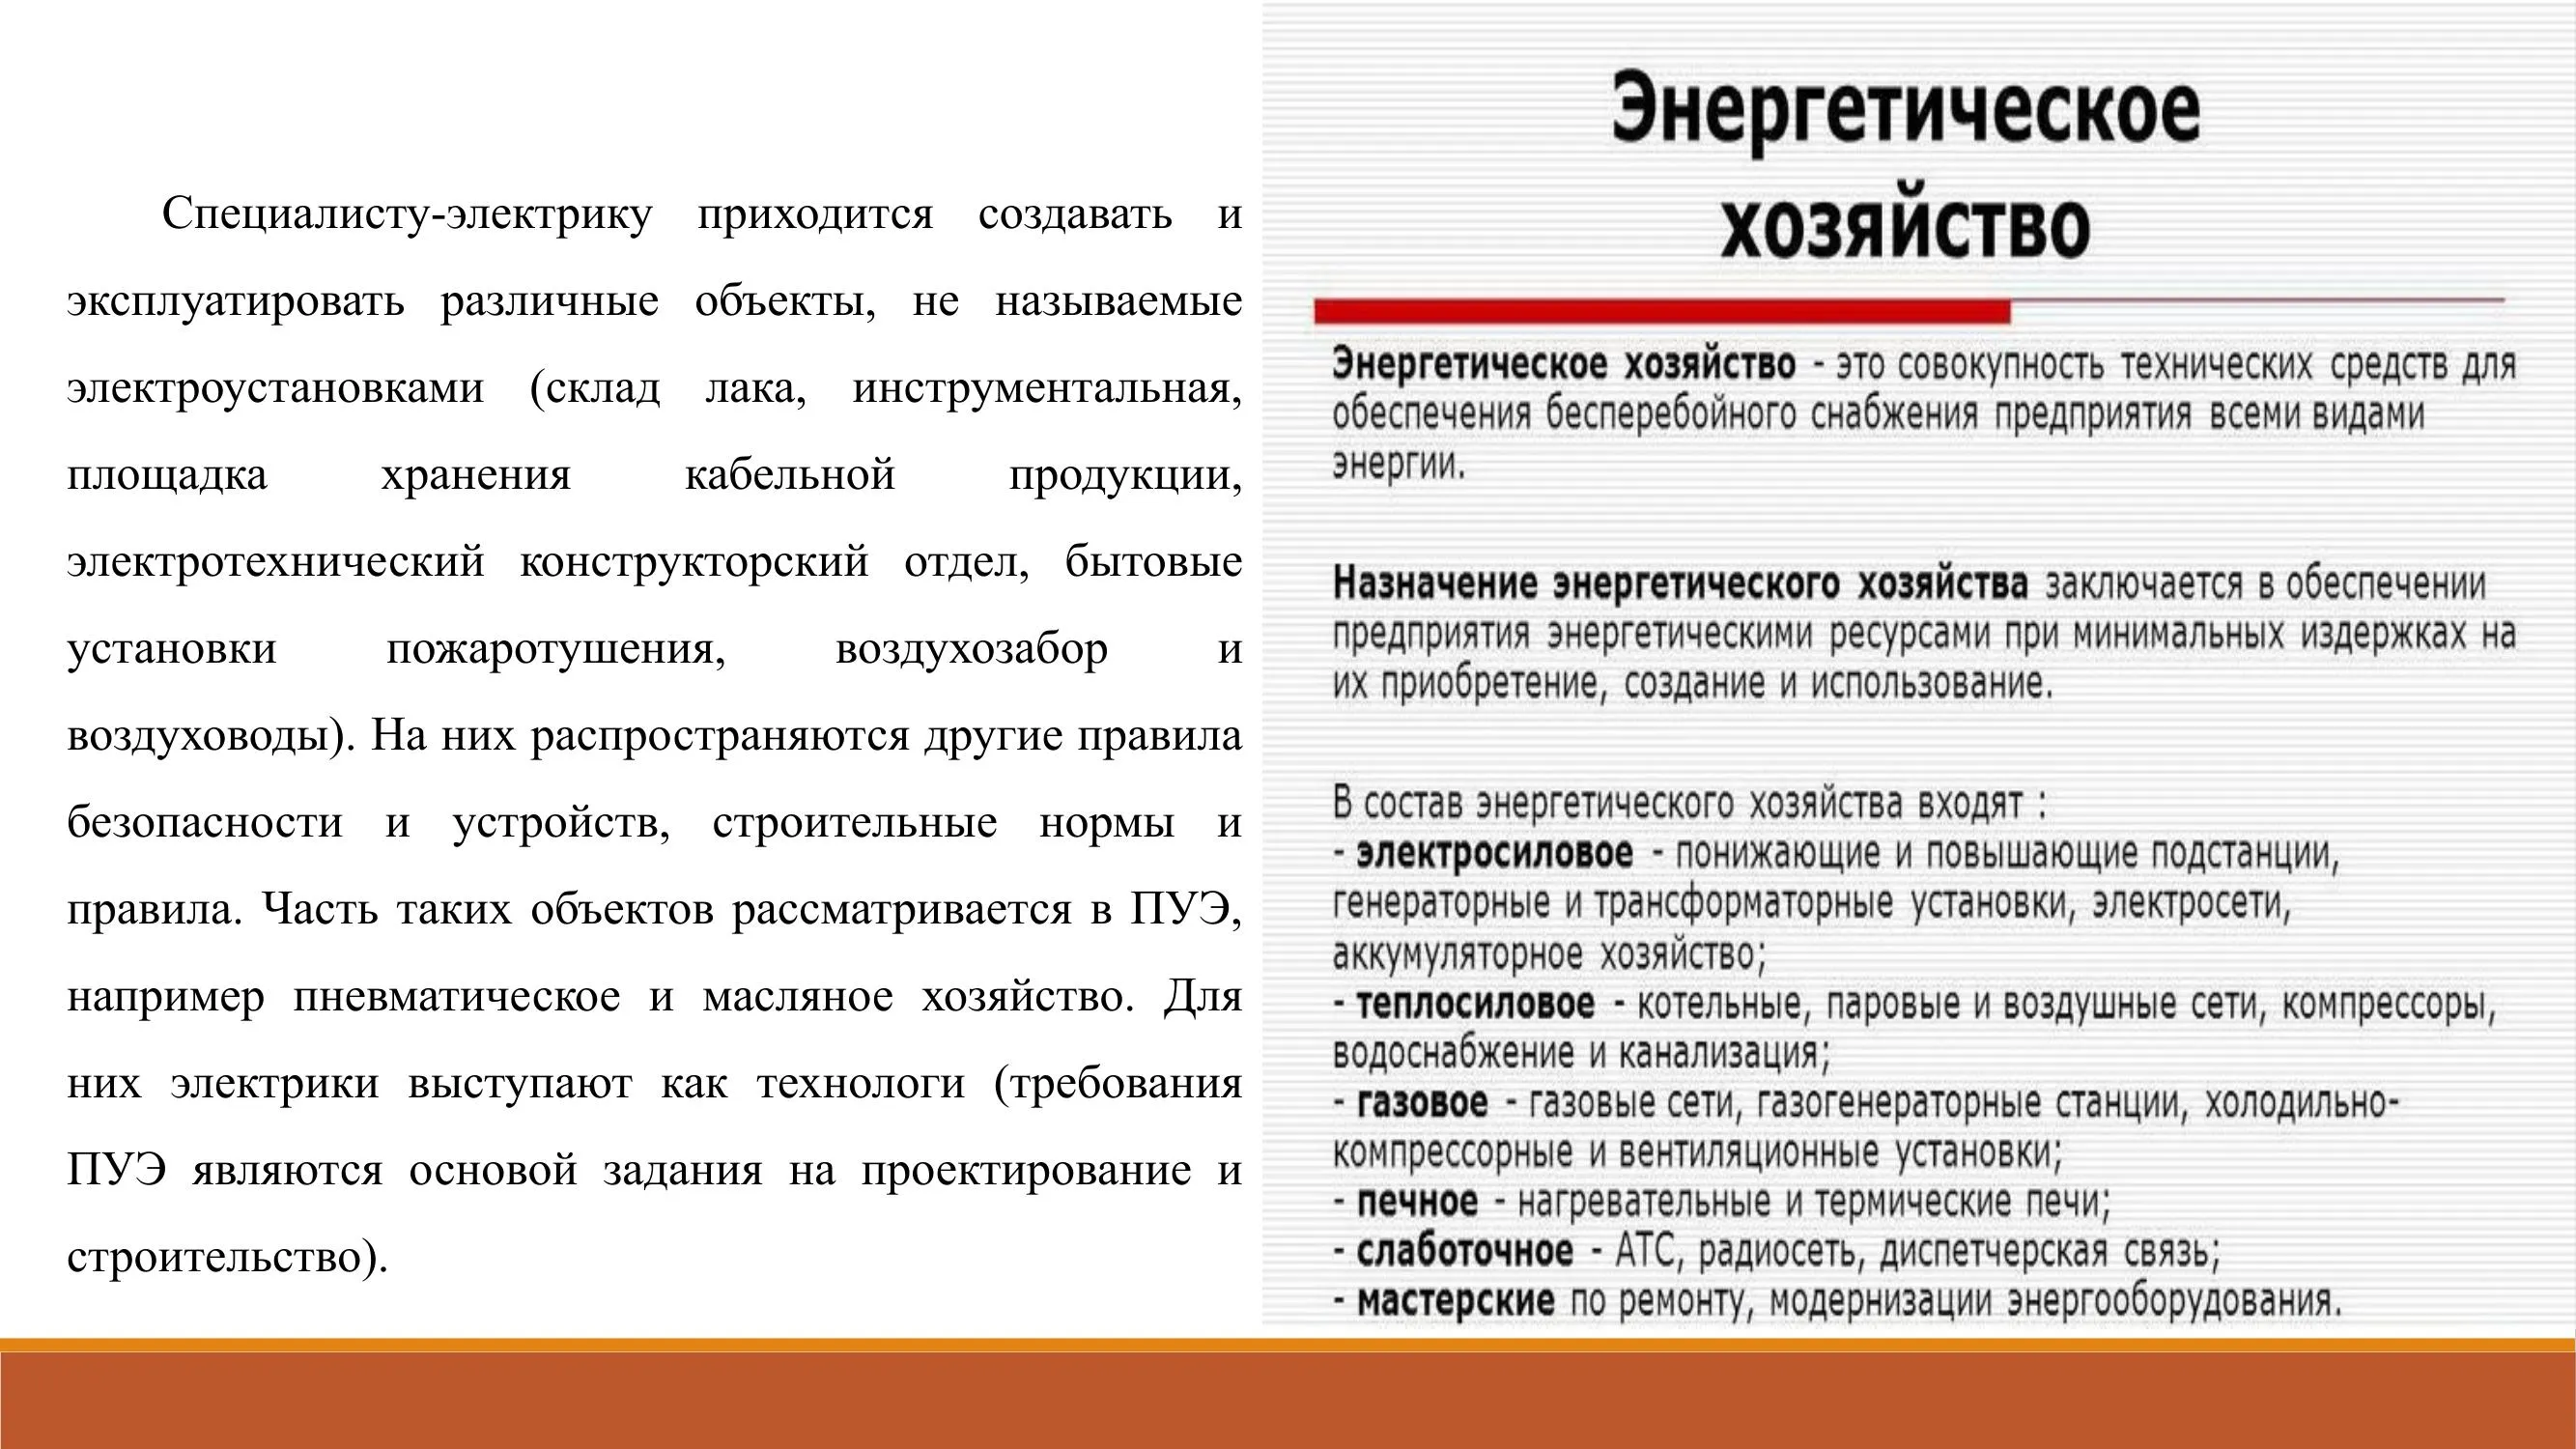 Специалисту-электрику приходится создавать и
эксплуатировать различные объекты, не называемые
электроустановками (склад лака, инструментальная,
площадка хранения кабельной продукции,
электротехнический конструкторский отдел, бытовые
установки пожаротушения, воздухозабор и
воздуховоды). На них распространяются другие правила
безопасности и устройств, строительные нормы и
правила. Часть таких объектов рассматривается в ПУЭ,
например пневматическое и масляное хозяйство. Для
них электрики выступают как технологи (требования
ПУЭ являются основой задания на проектирование и
строительство).
Энергетическое
хозяйство
Энергетическое хозяйство - это совокупность технических средств для
обеспечения бесперебойного снабжения предприятия всеми видами
энергии.
Назначение энергетического хозяйства заключается в обеспечении
предприятия энергетическими ресурсами при минимальных издержках на
их приобретение, создание и использование.
В состав энергетического хозяйства входят :
- электросиловое - понижающие и повышающие подстанции,
генераторные и трансформаторные установки, электросети,
аккумуляторное хозяйство;
- теплосиловое - котельные, паровые и воздушные сети, компрессоры,
водоснабжение и канализация;
- газовое - газовые сети, газогенераторные станции, холодильно-
компрессорные и вентиляционные установки;
- печное - нагревательные и термические печи;
- слаботочное - АТС, радиосеть, диспетчерская связь;
- мастерские по ремонту, модернизации энергооборудования.